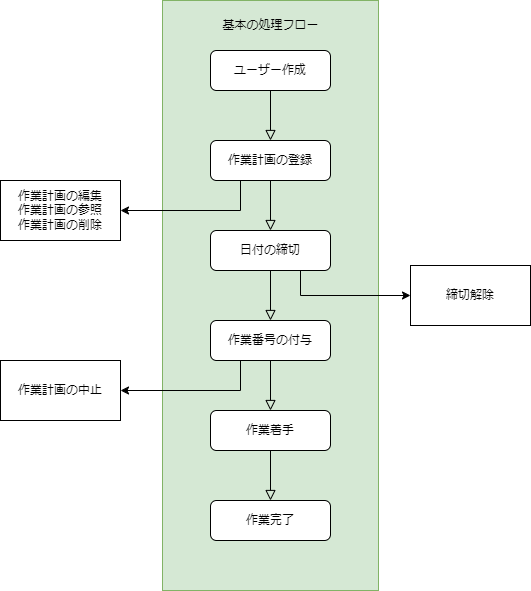 基本の処理フロー
ユーザー作成
作業計画の登録
作業計画の編集
作業計画の参照
作業計画の削除
日付の締切
締切解除
作業番号の付与
作業計画の中止
作業着手
作業完了